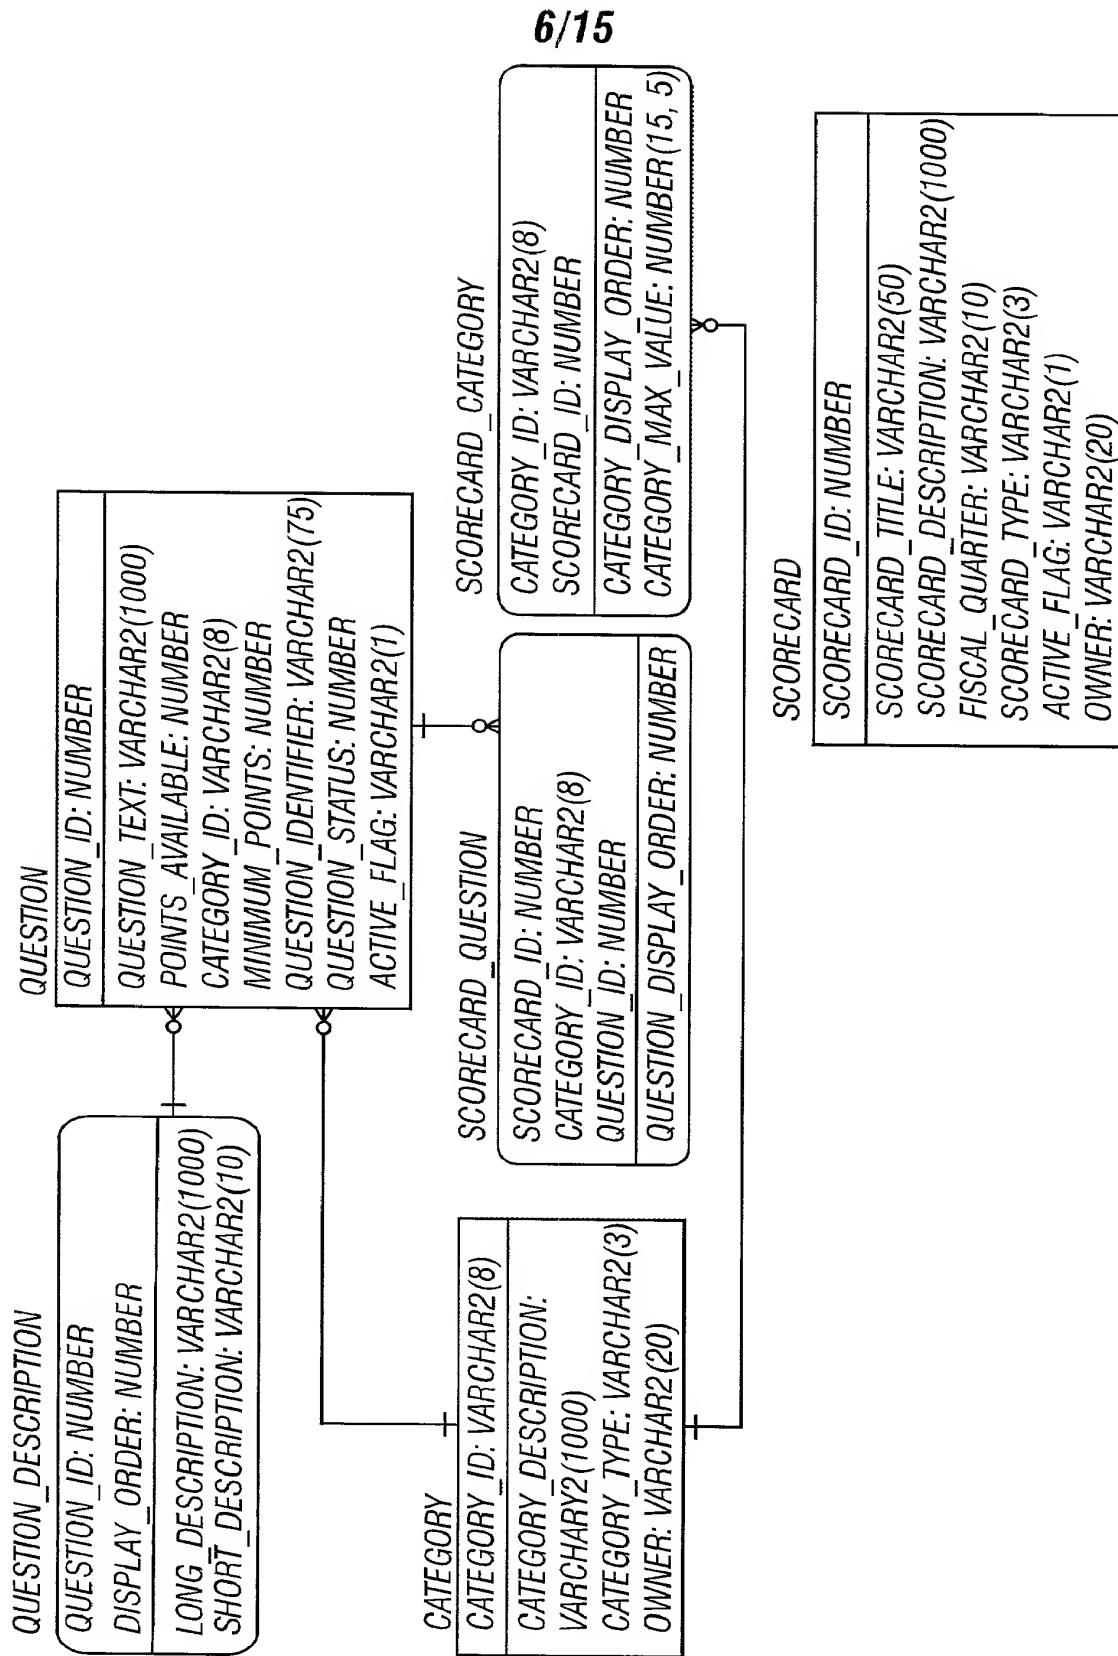 6/15
QUESTION_DESCRIPTION
QUESTION_ID: NUMBER
DISPLAY_ORDER: NUMBER
LONG_DESCRIPTION: VARCHAR2(1000)
SHORT_DESCRIPTION: VARCHAR2(10)
QUESTION
QUESTION_ID: NUMBER
QUESTION_TEXT: VARCHAR2(1000)
POINTS_AVAILABLE: NUMBER
CATEGORY_ID: VARCHAR2(8)
MINIMUM_POINTS: NUMBER
QUESTION_IDENTIFIER: VARCHAR2(75)
QUESTION_STATUS: NUMBER
ACTIVE_FLAG: VARCHAR2(1)
CATEGORY
CATEGORY_ID: VARCHAR2(8)
CATEGORY_DESCRIPTION:
VARCHARY2(1000)
CATEGORY_TYPE: VARCHAR2(3)
OWNER: VARCHAR2(20)
SCORECARD_QUESTION
SCORECARD_ID: NUMBER
CATEGORY_ID: VARCHAR2(8)
QUESTION_ID: NUMBER
QUESTION_DISPLAY_ORDER: NUMBER
SCORECARD_CATEGORY
CATEGORY_ID: VARCHAR2(8)
SCORECARD_ID: NUMBER
CATEGORY_DISPLAY_ORDER: NUMBER
CATEGORY_MAX_VALUE: NUMBER(15, 5)
SCORECARD
SCORECARD_ID: NUMBER
SCORECARD_TITLE: VARCHAR2(50)
SCORECARD_DESCRIPTION: VARCHAR2(1000)
FISCAL_QUARTER: VARCHAR2(10)
SCORECARD_TYPE: VARCHAR2(3)
ACTIVE_FLAG: VARCHAR2(1)
OWNER: VARCHAR2(20)